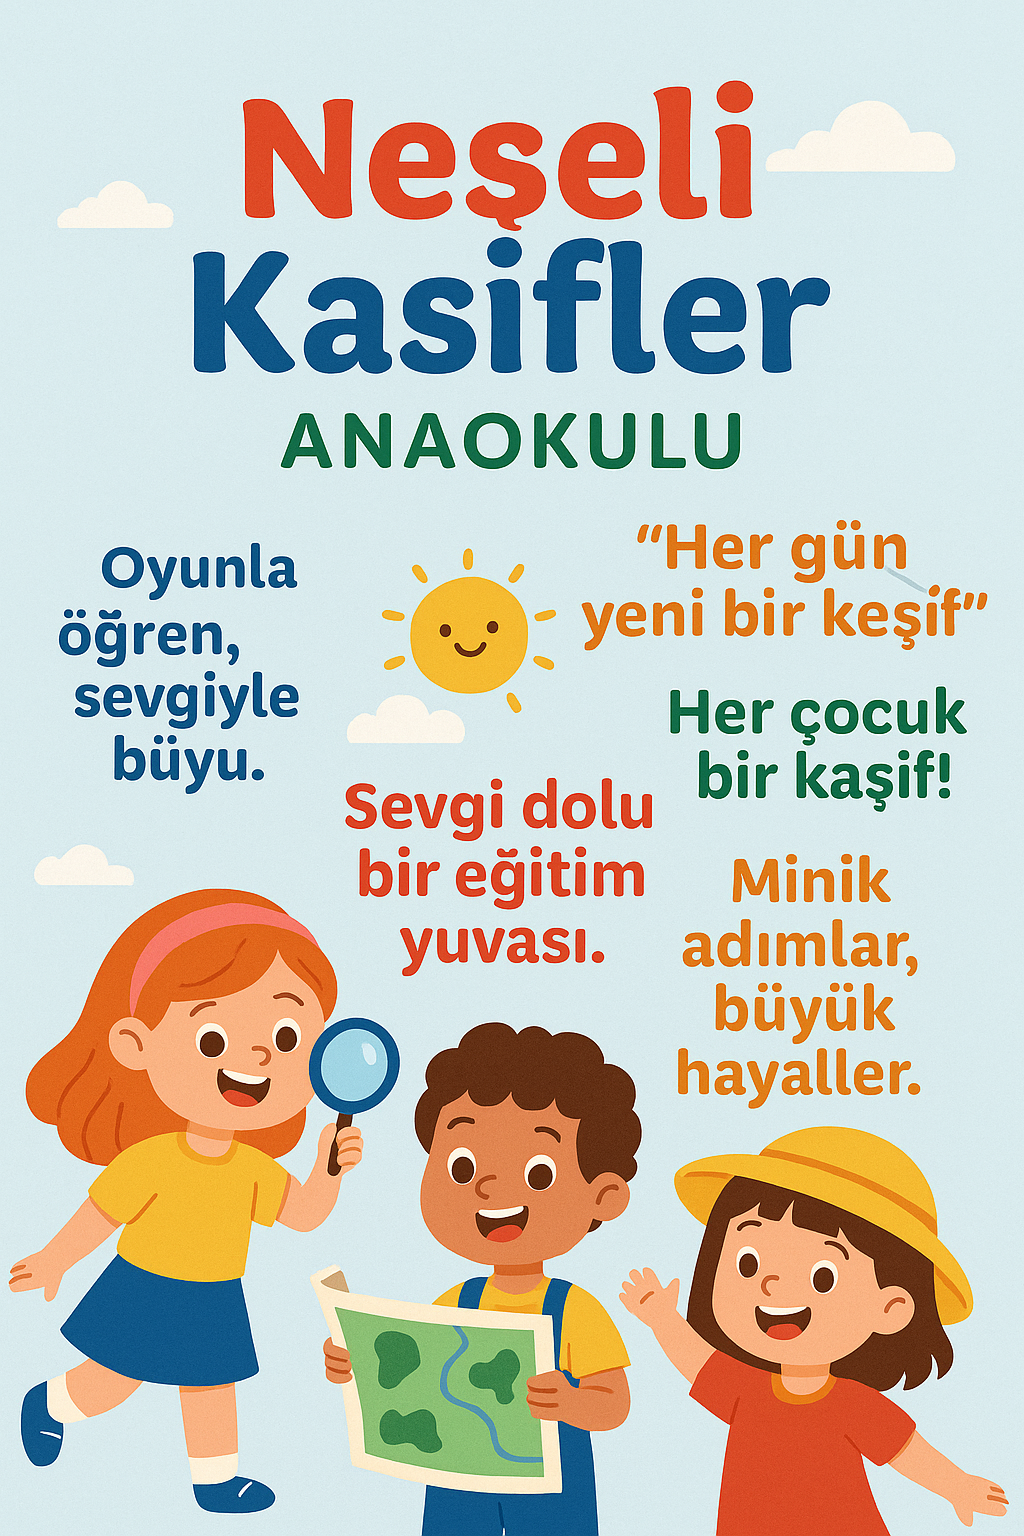 Neşeli
Kasifler
ANAOKULU
Oyunla
öğren,
sevgiyle
büyu.
“Her gün
yeni bir keşif”
Her çocuk
bir kaşif!
Sevgi dolu
bir eğitim
yuvası.
Minik
adımlar,
büyük
hayaller.